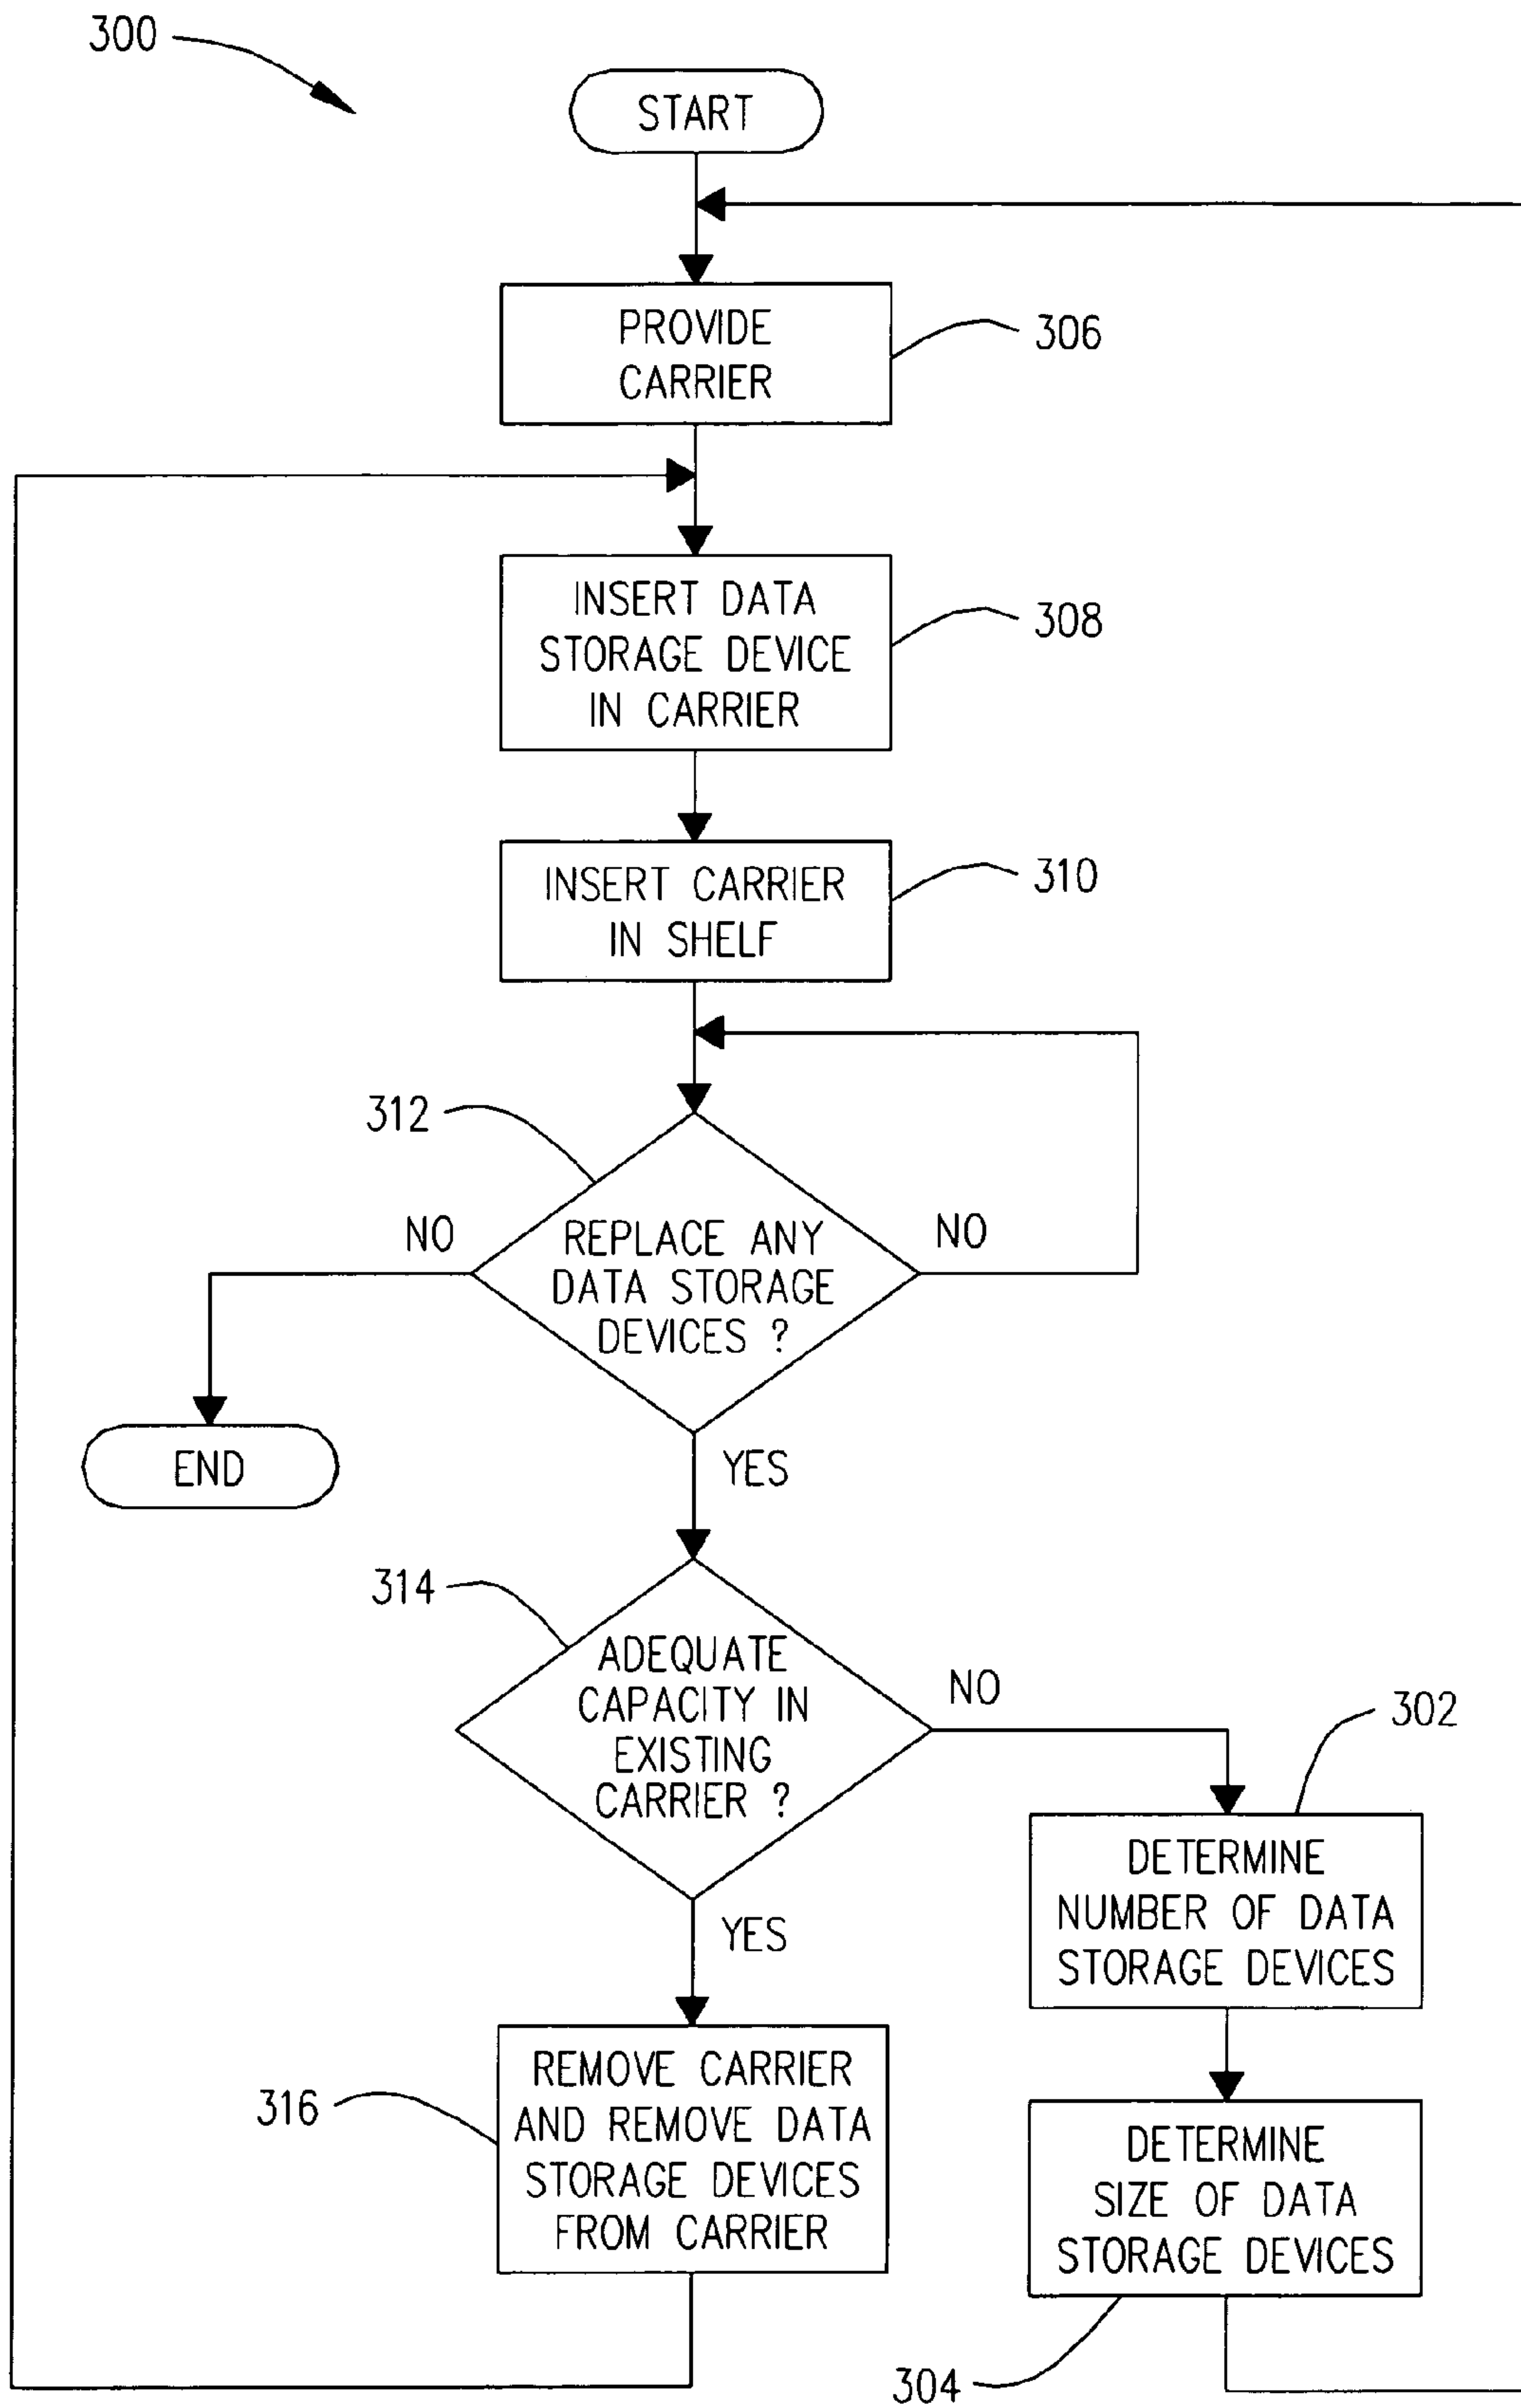 300
START
PROVIDE
CARRIER
306
INSERT DATA
STORAGE DEVICE
IN CARRIER
308
INSERT CARRIER
IN SHELF
310
312
NO
REPLACE ANY
DATA STORAGE
DEVICES ?
NO
END
YES
314
ADEQUATE
CAPACITY IN
EXISTING
CARRIER ?
NO
302
DETERMINE
NUMBER OF DATA
STORAGE DEVICES
YES
316
REMOVE CARRIER
AND REMOVE DATA
STORAGE DEVICES
FROM CARRIER
DETERMINE
SIZE OF DATA
STORAGE DEVICES
304